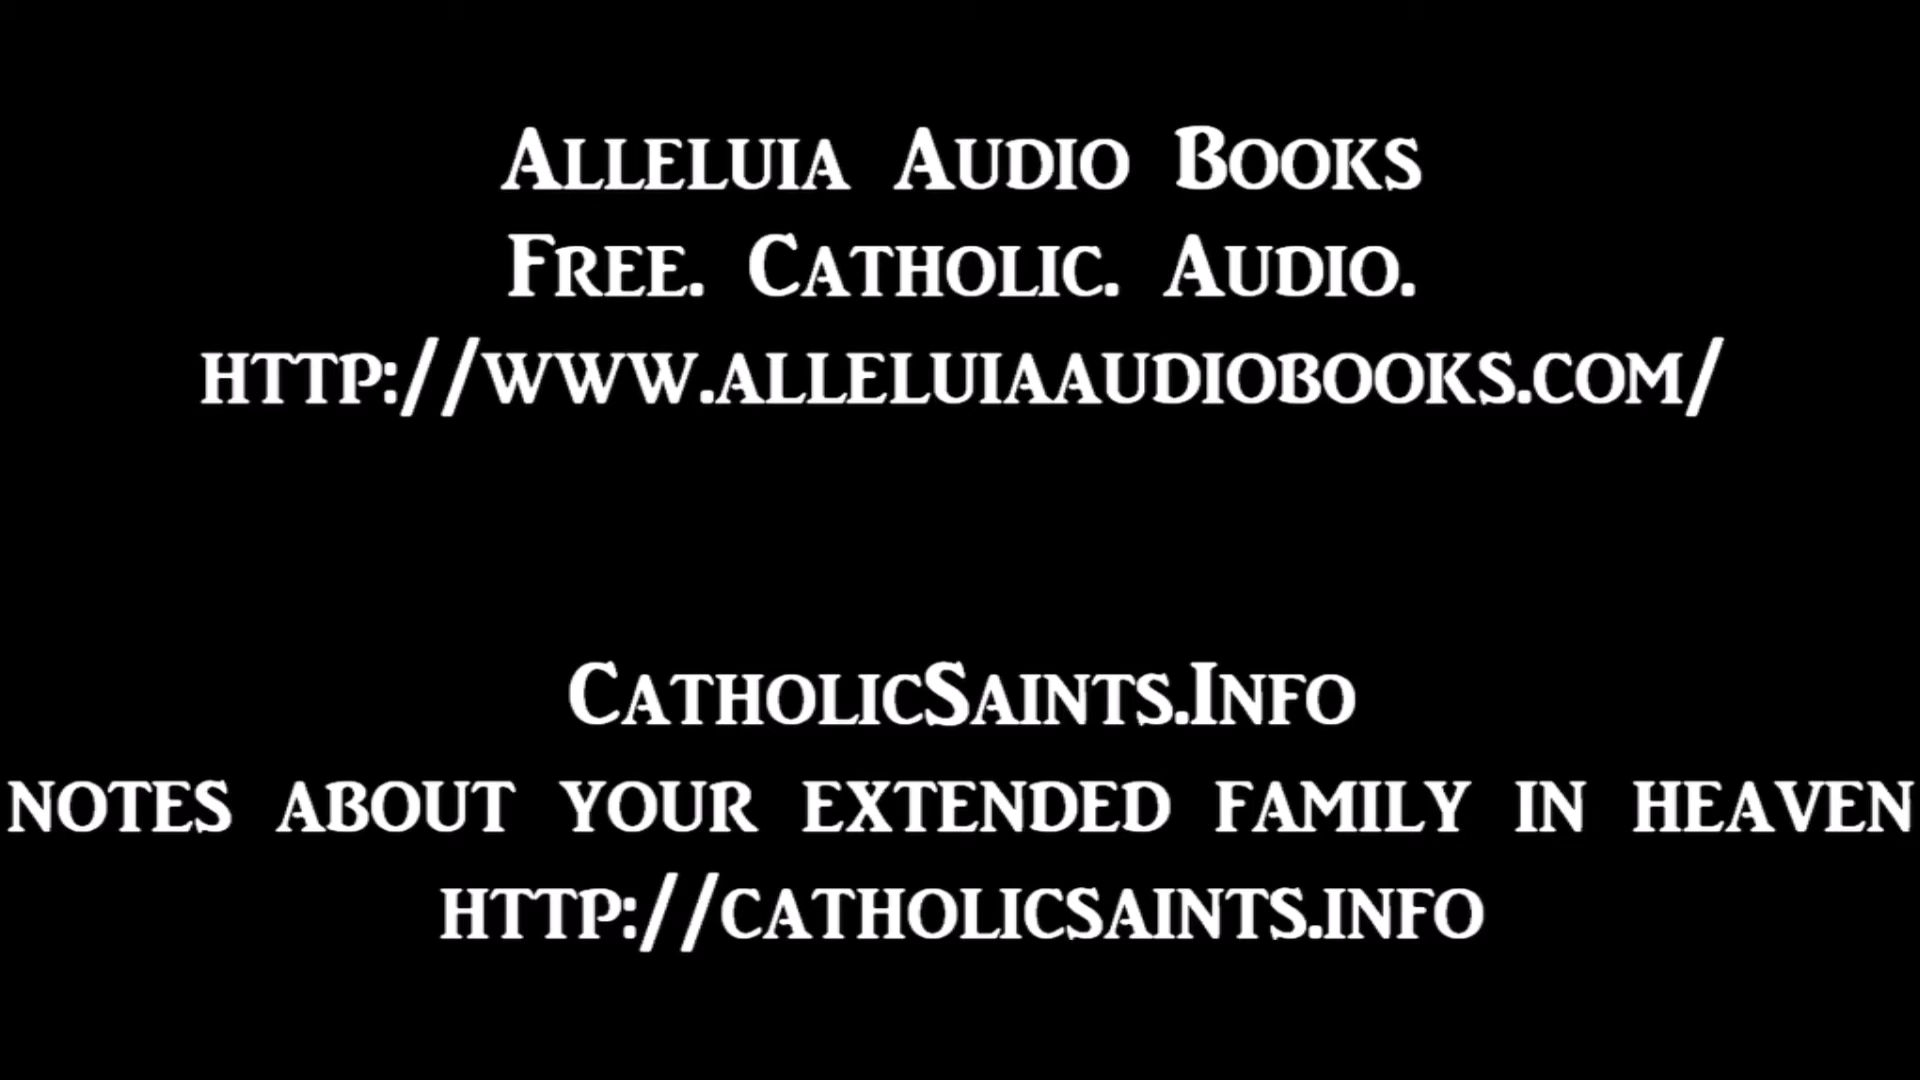 Alleluia Audio Books
Free. Catholic. Audio.
http://www.alleluiaaudiobooks.com/
CatholicSaints.Info
notes about your extended family in heaven
http://catholicsaints.info